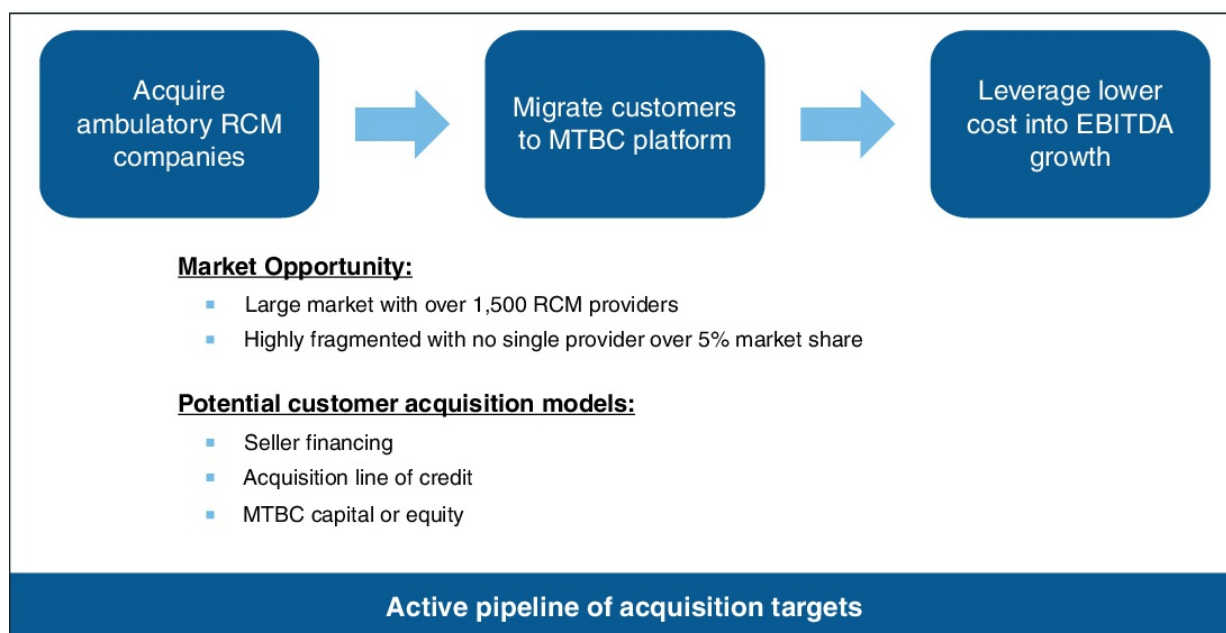 Acquire
ambulatory RCM
companies
Migrate customers
to MTBC platform
Leverage lower
cost into EBITDA
growth
Market Opportunity:
Large market with over 1,500 RCM providers
Highly fragmented with no single provider over 5% market share
Potential customer acquisition models:
Seller financing
Acquisition line of credit
MTBC capital or equity
Active pipeline of acquisition targets